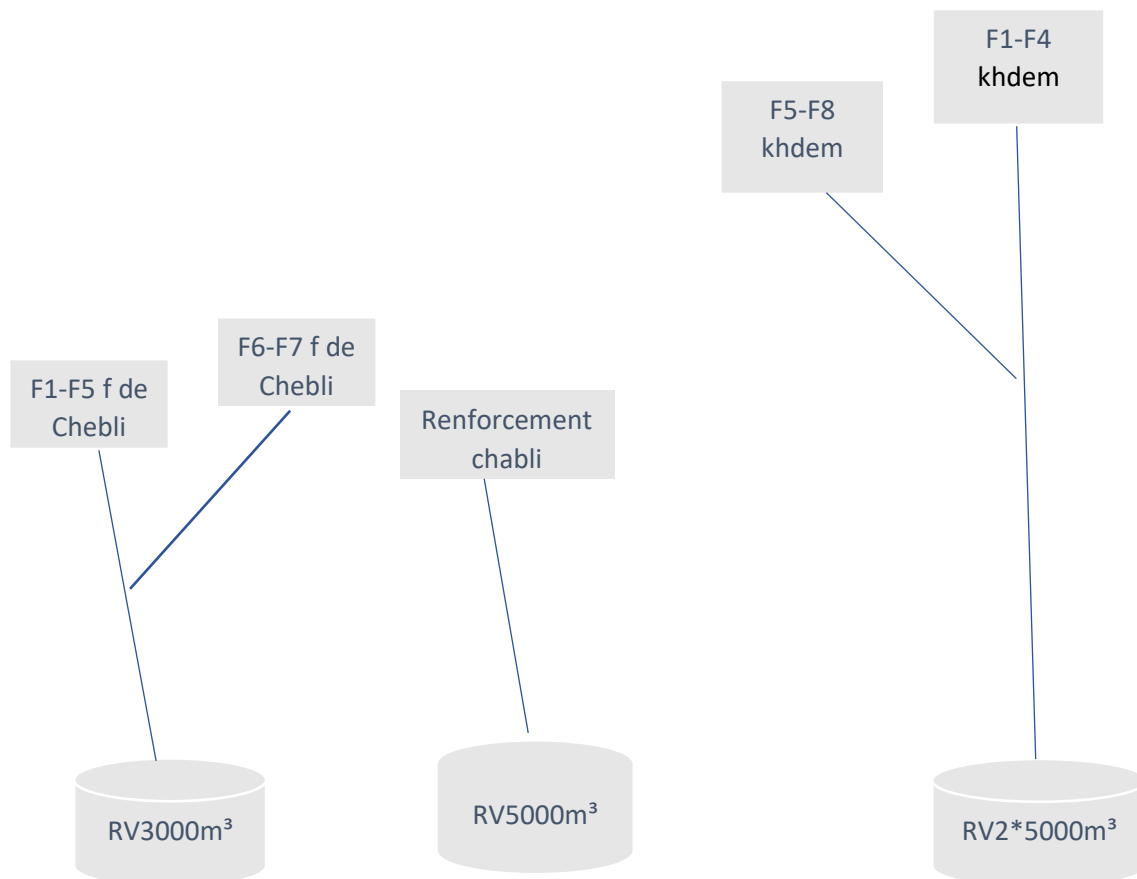 F1-F4
khdem
F5-F8
khdem
F6-F7 f de
Chebli
F1-F5 f de
Chebli
Renforcement
chabli
RV3000m³
RV5000m³
RV2*5000m³